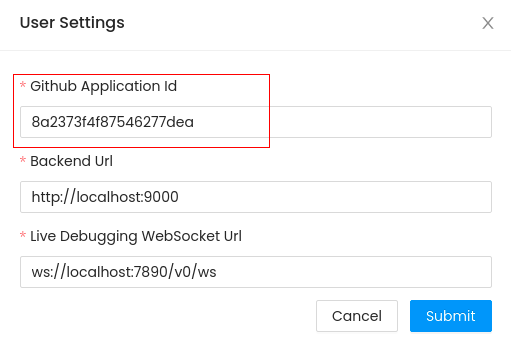 User Settings
* Github Application Id
8a2373f4f87546277dea
* Backend Url
http://localhost:9000
* Live Debugging WebSocket Url
ws://localhost:7890/v0/ws
Cancel
Submit